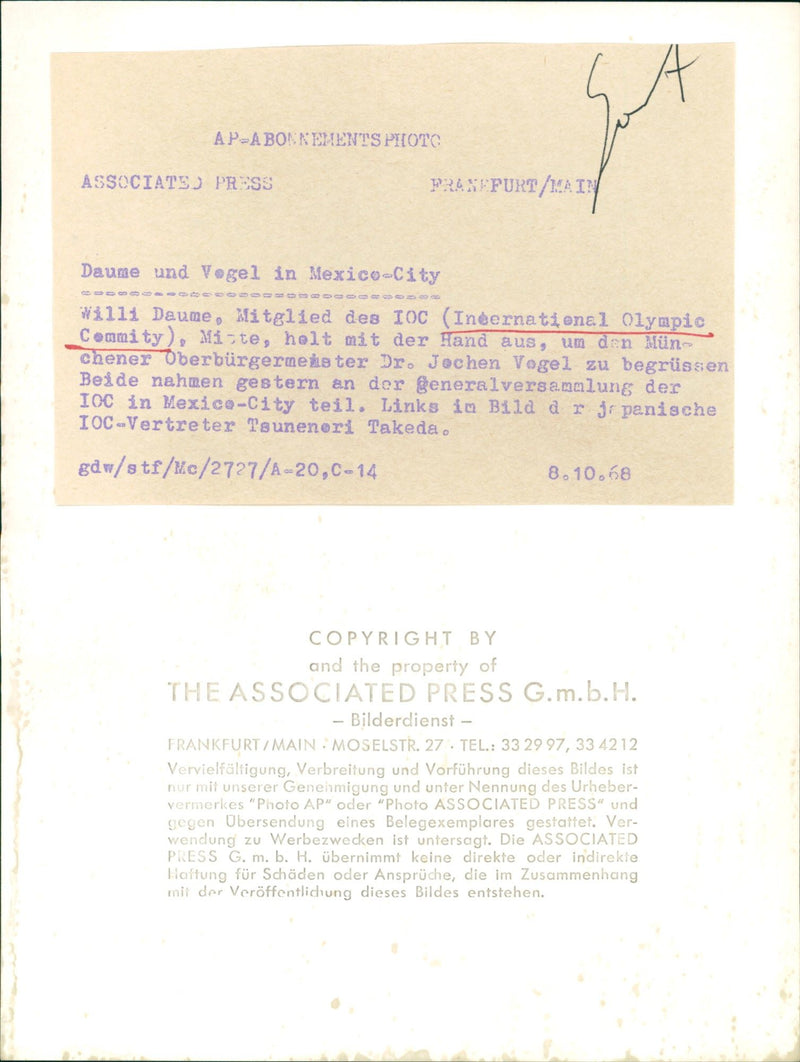 AP-ABONNEMENTSPHOTO
ASSOCIATED PRESS FRANKFURT/MAIN
Daume und Vogel in Mexico-City
Willi Daume, Mitglied des IOC (International Olympic
Commity), Mitte, holt mit der Hand aus, um den Mün-
chener Oberbürgermeister Dr. Jochen Vogel zu begrüssen
Beide nahmen gestern an der Generalversammlung der
IOC in Mexico-City teil. Links im Bild d r japanische
IOC-Vertreter Tsuneneri Takeda.
gdw/stf/Mc/2727/A-20,C-14 8.10.68
COPYRIGHT BY
and the property of
THE ASSOCIATED PRESS G.m.b.H.
– Bilderdienst –
FRANKFURT/MAIN · MOSELSTR. 27 · TEL.: 33 29 97, 33 42 12
Vervielfältigung, Verbreitung und Vorführung dieses Bildes ist
nur mit unserer Genehmigung und unter Nennung des Urheber-
vermerkes "Photo AP" oder "Photo ASSOCIATED PRESS" und
gegen Übersendung eines Belegexemplares gestattet. Ver-
wendung zu Werbezwecken ist untersagt. Die ASSOCIATED
PRESS G. m. b. H. übernimmt keine direkte oder indirekte
Haftung für Schäden oder Ansprüche, die im Zusammenhang
mit der Veröffentlichung dieses Bildes entstehen.